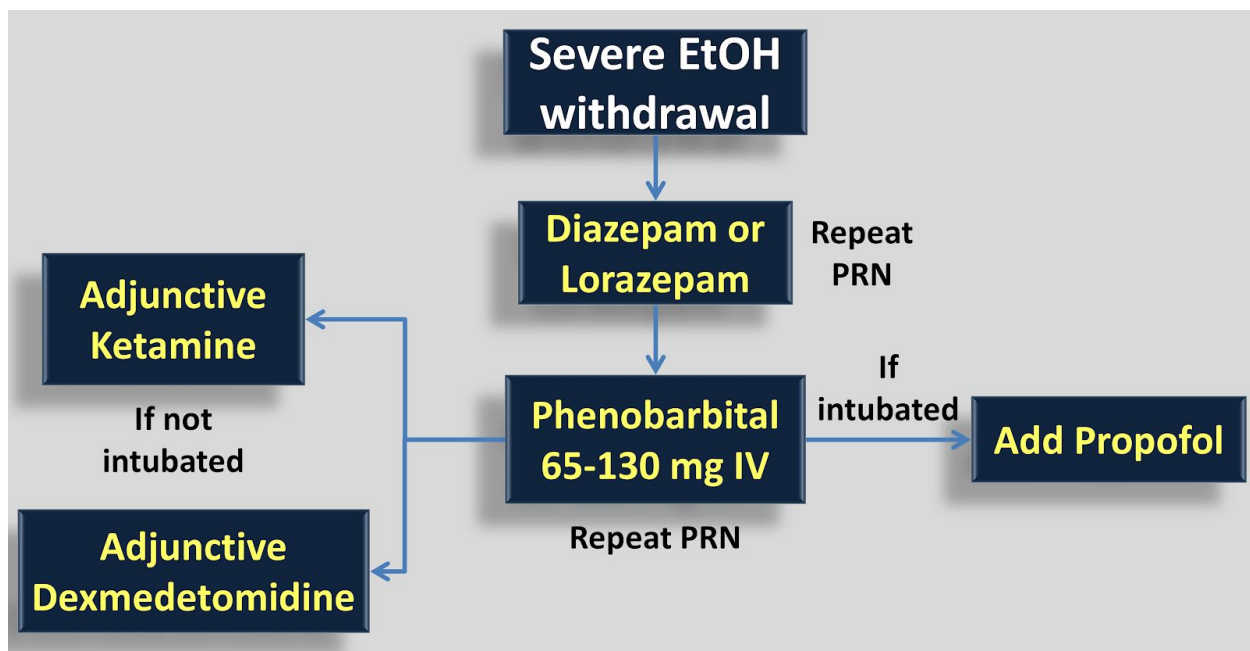 Severe EtOH
withdrawal
Diazepam or
Lorazepam
Repeat
PRN
Adjunctive
Ketamine
If not
intubated
Phenobarbital
65-130 mg IV
Repeat PRN
If
intubated
Add Propofol
Adjunctive
Dexmedetomidine